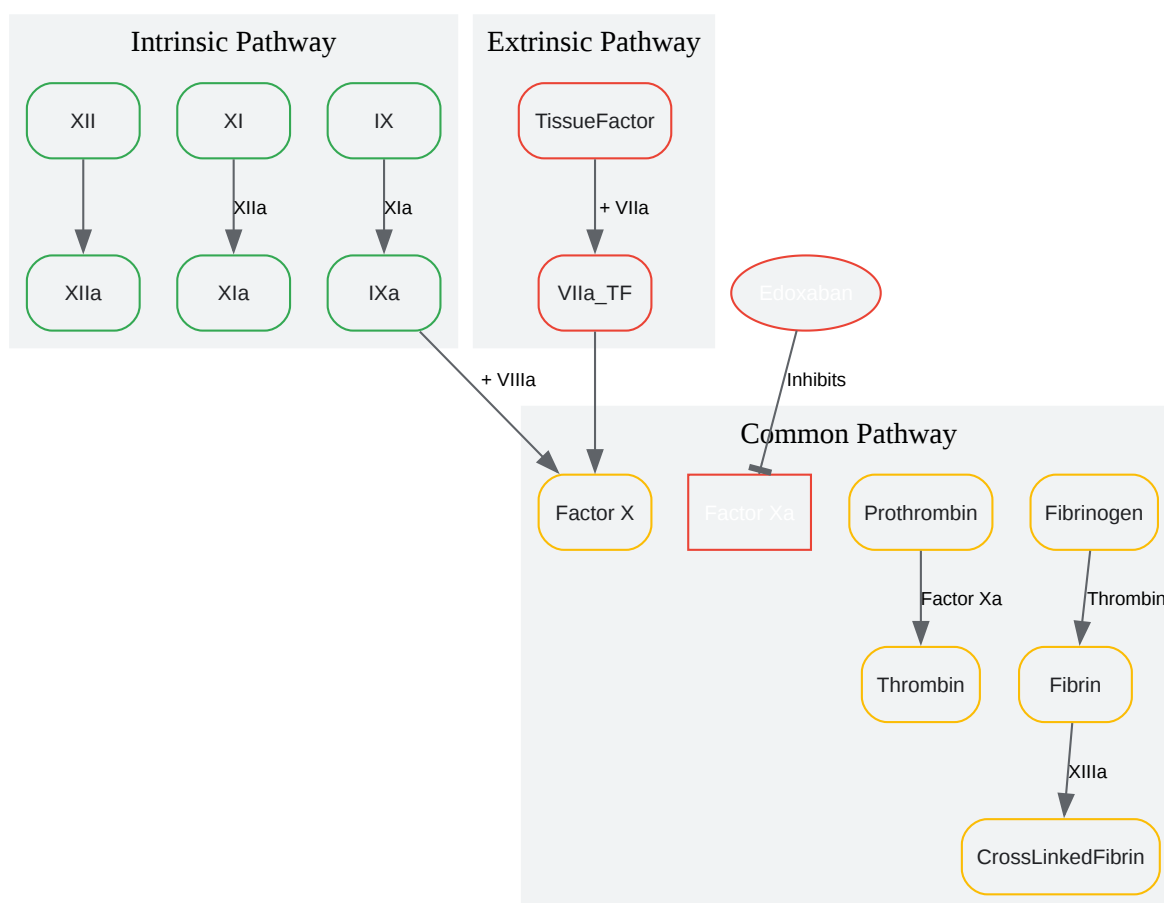 Intrinsic Pathway
Extrinsic Pathway
XII
XI
IX
TissueFactor
XIIa
XIa
+ VIIa
XIIa
XIa
IXa
VIIa_TF
Edoxaban
+ VIIIa
Inhibits
Common Pathway
Factor X
Factor Xa
Prothrombin
Fibrinogen
Factor Xa
Thrombin
Thrombin
Fibrin
XIIIa
CrossLinkedFibrin